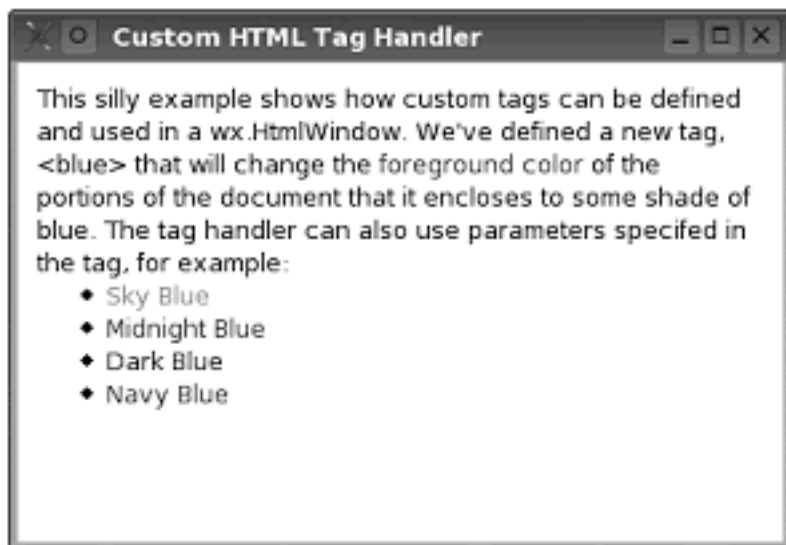 Custom HTML Tag Handler
This silly example shows how custom tags can be defined
and used in a wx.HtmlWindow. We've defined a new tag,
<blue> that will change the foreground color of the
portions of the document that it encloses to some shade of
blue. The tag handler can also use parameters specifed in
the tag, for example:
Sky Blue
Midnight Blue
Dark Blue
Navy Blue